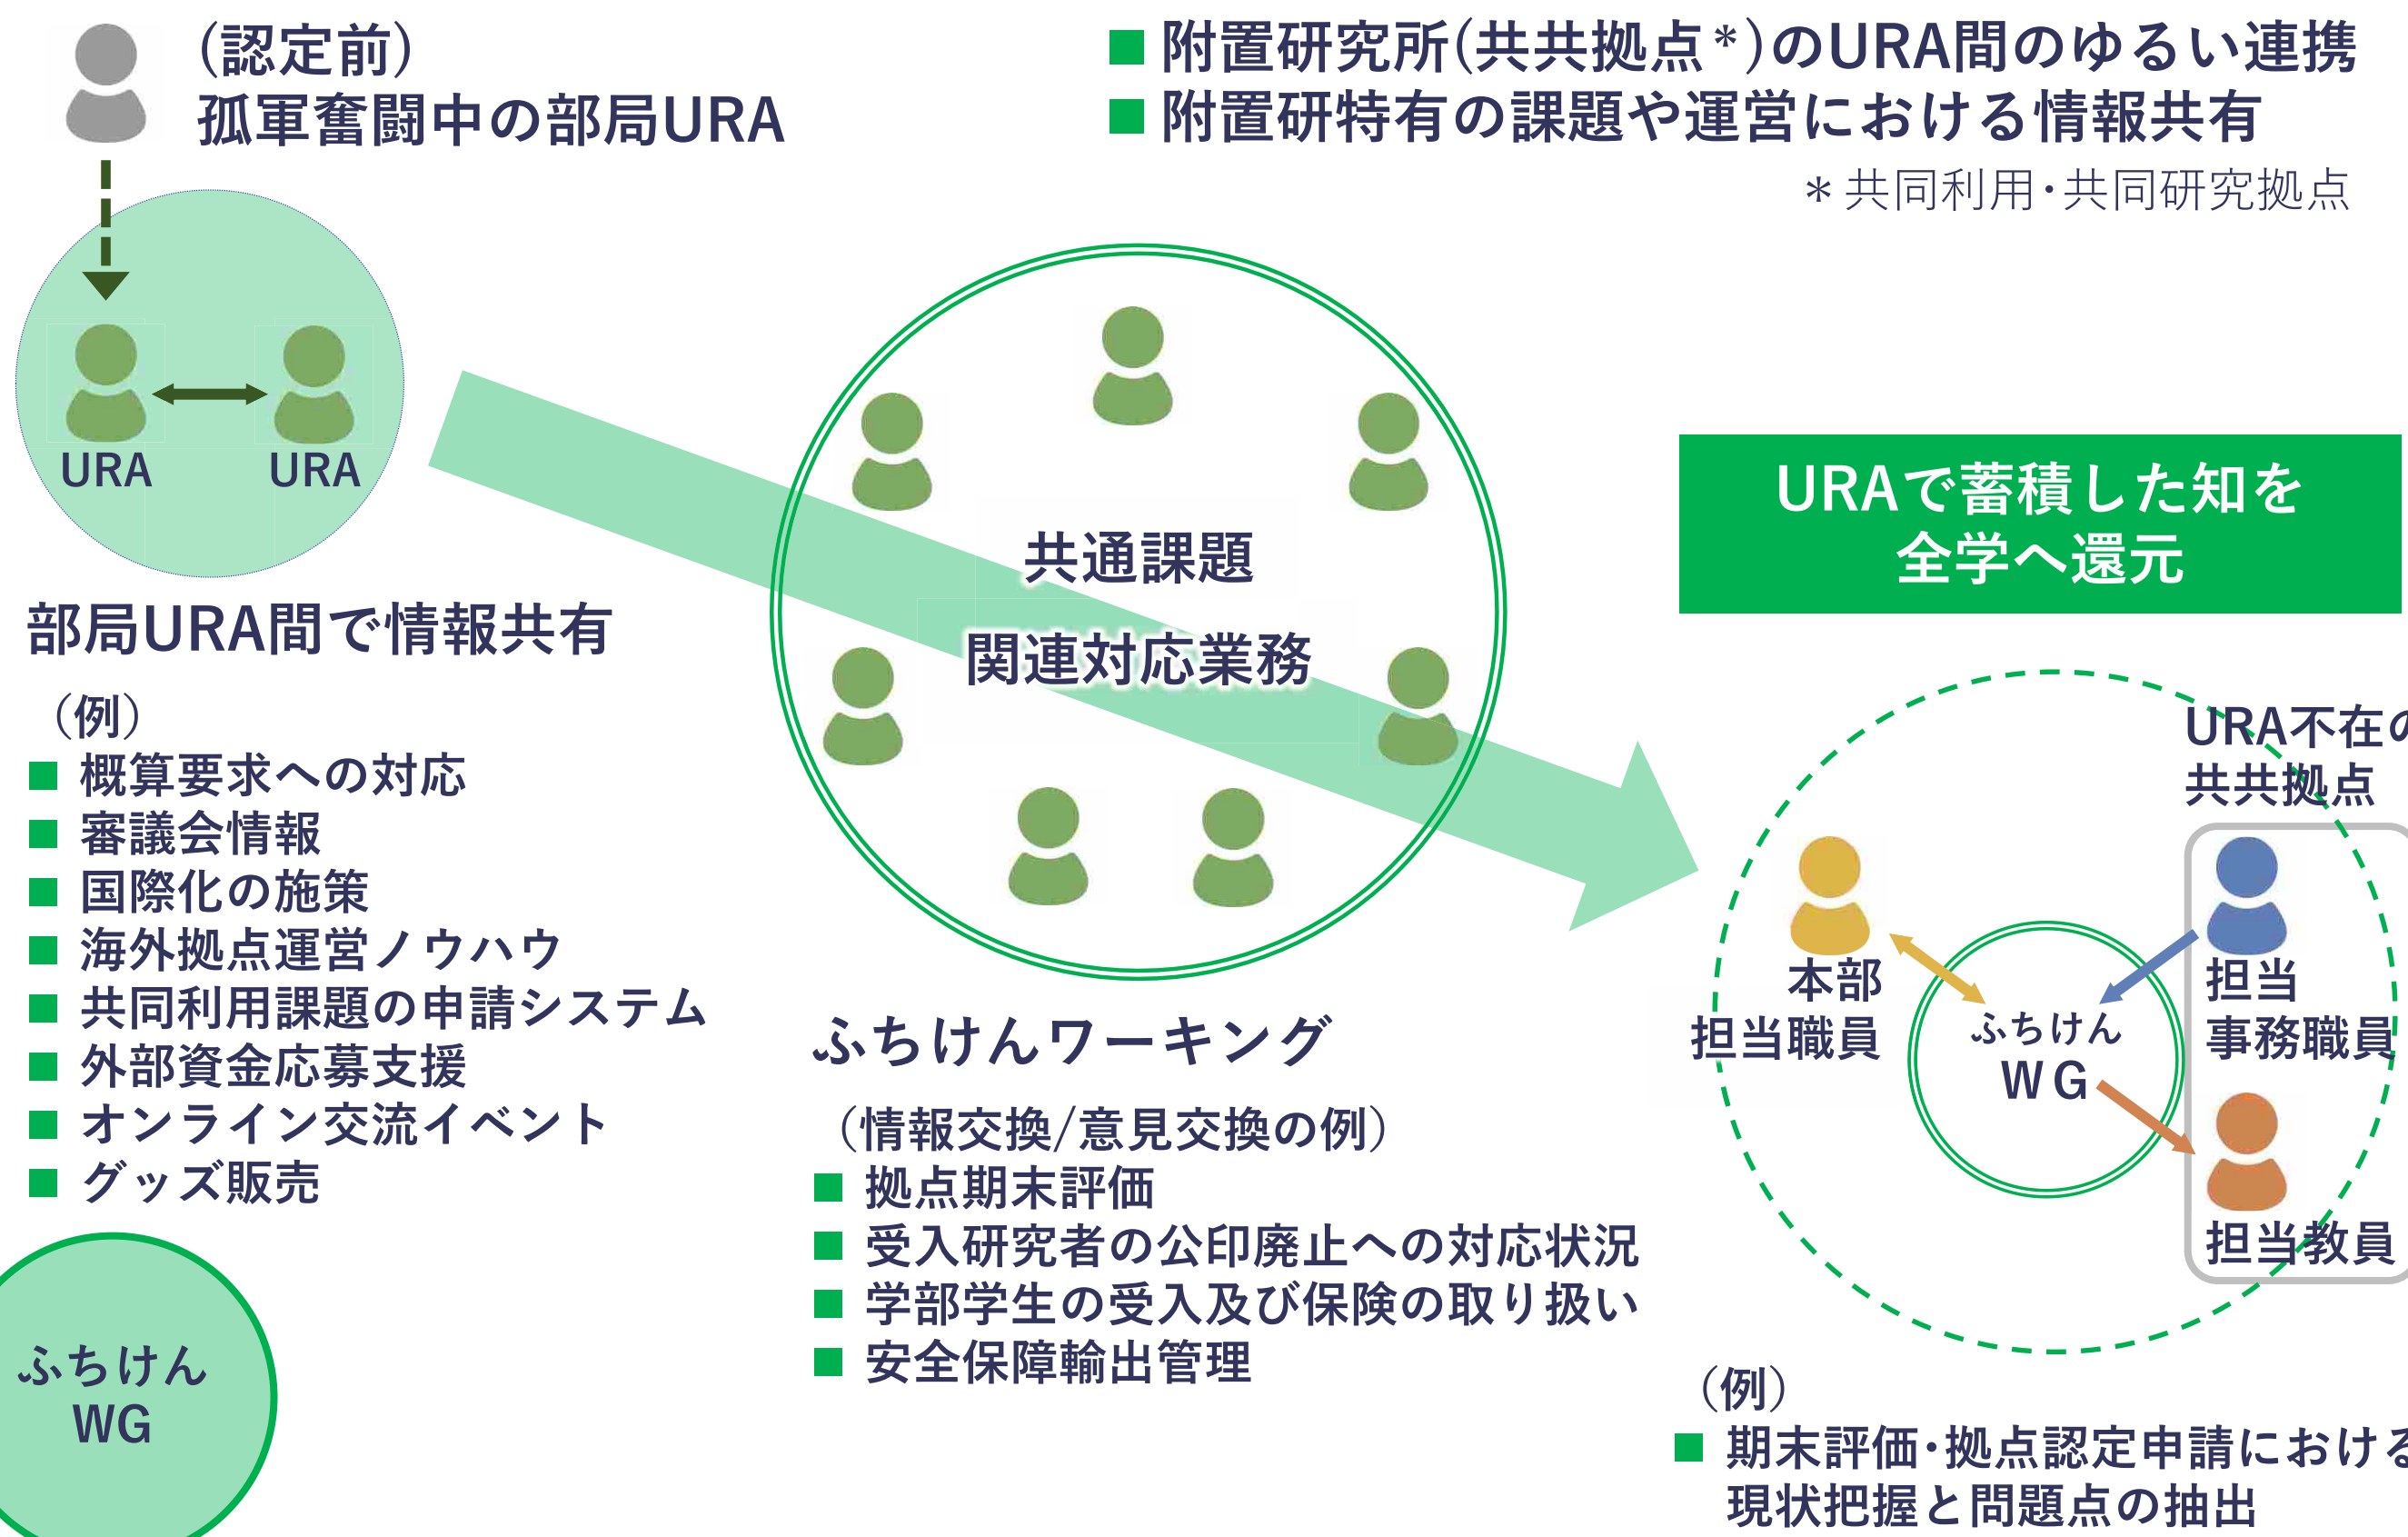 (認定前)
孤軍奮闘中の部局URA
■ 附置研究所(共共拠点*)のURA間のゆるい連携
■ 附置研特有の課題や運営における情報共有
＊共同利用・共同研究拠点
URA
URA
部局URA間で情報共有
（例）
■ 概算要求への対応
■ 審議会情報
■ 国際化の施策
■ 海外拠点運営ノウハウ
■ 共同利用課題の申請システム
■ 外部資金応募支援
■ オンライン交流イベント
■ グッズ販売
ふちけん
WG
共通課題
関連対応業務
ふちけんワーキング
（情報交換/意見交換の例）
■ 拠点期末評価
■ 受入研究者の公印廃止への対応状況
■ 学部学生の受入及び保険の取り扱い
■ 安全保障輸出管理
URAで蓄積した知を
全学へ還元
URA不在の
共共拠点
本部
担当職員
ふちけん
WG
担当
事務職員
担当教員
（例）
■ 期末評価・拠点認定申請における
現状把握と問題点の抽出